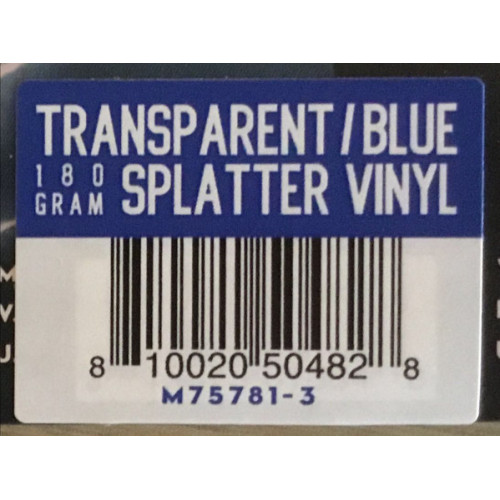 TRANSPARENT/BLUE
180 GRAM SPLATTER VINYL
8 10020 50482 8
M75781-3